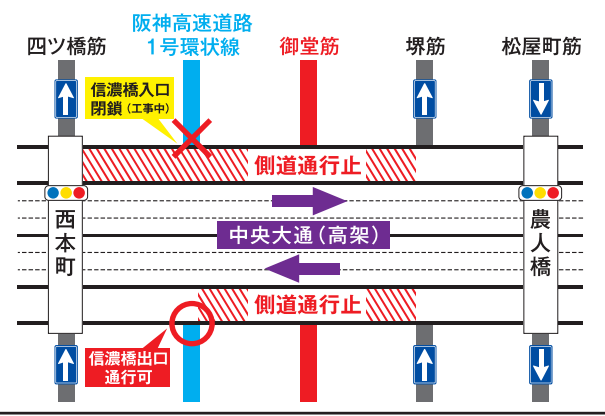 阪神高速道路
1号環状線
四ツ橋筋
御堂筋
堺筋
松屋町筋
信濃橋入口
閉鎖（工事中）
側道通行止
中央大通（高架）
西本町
農人橋
側道通行止
信濃橋出口
通行可